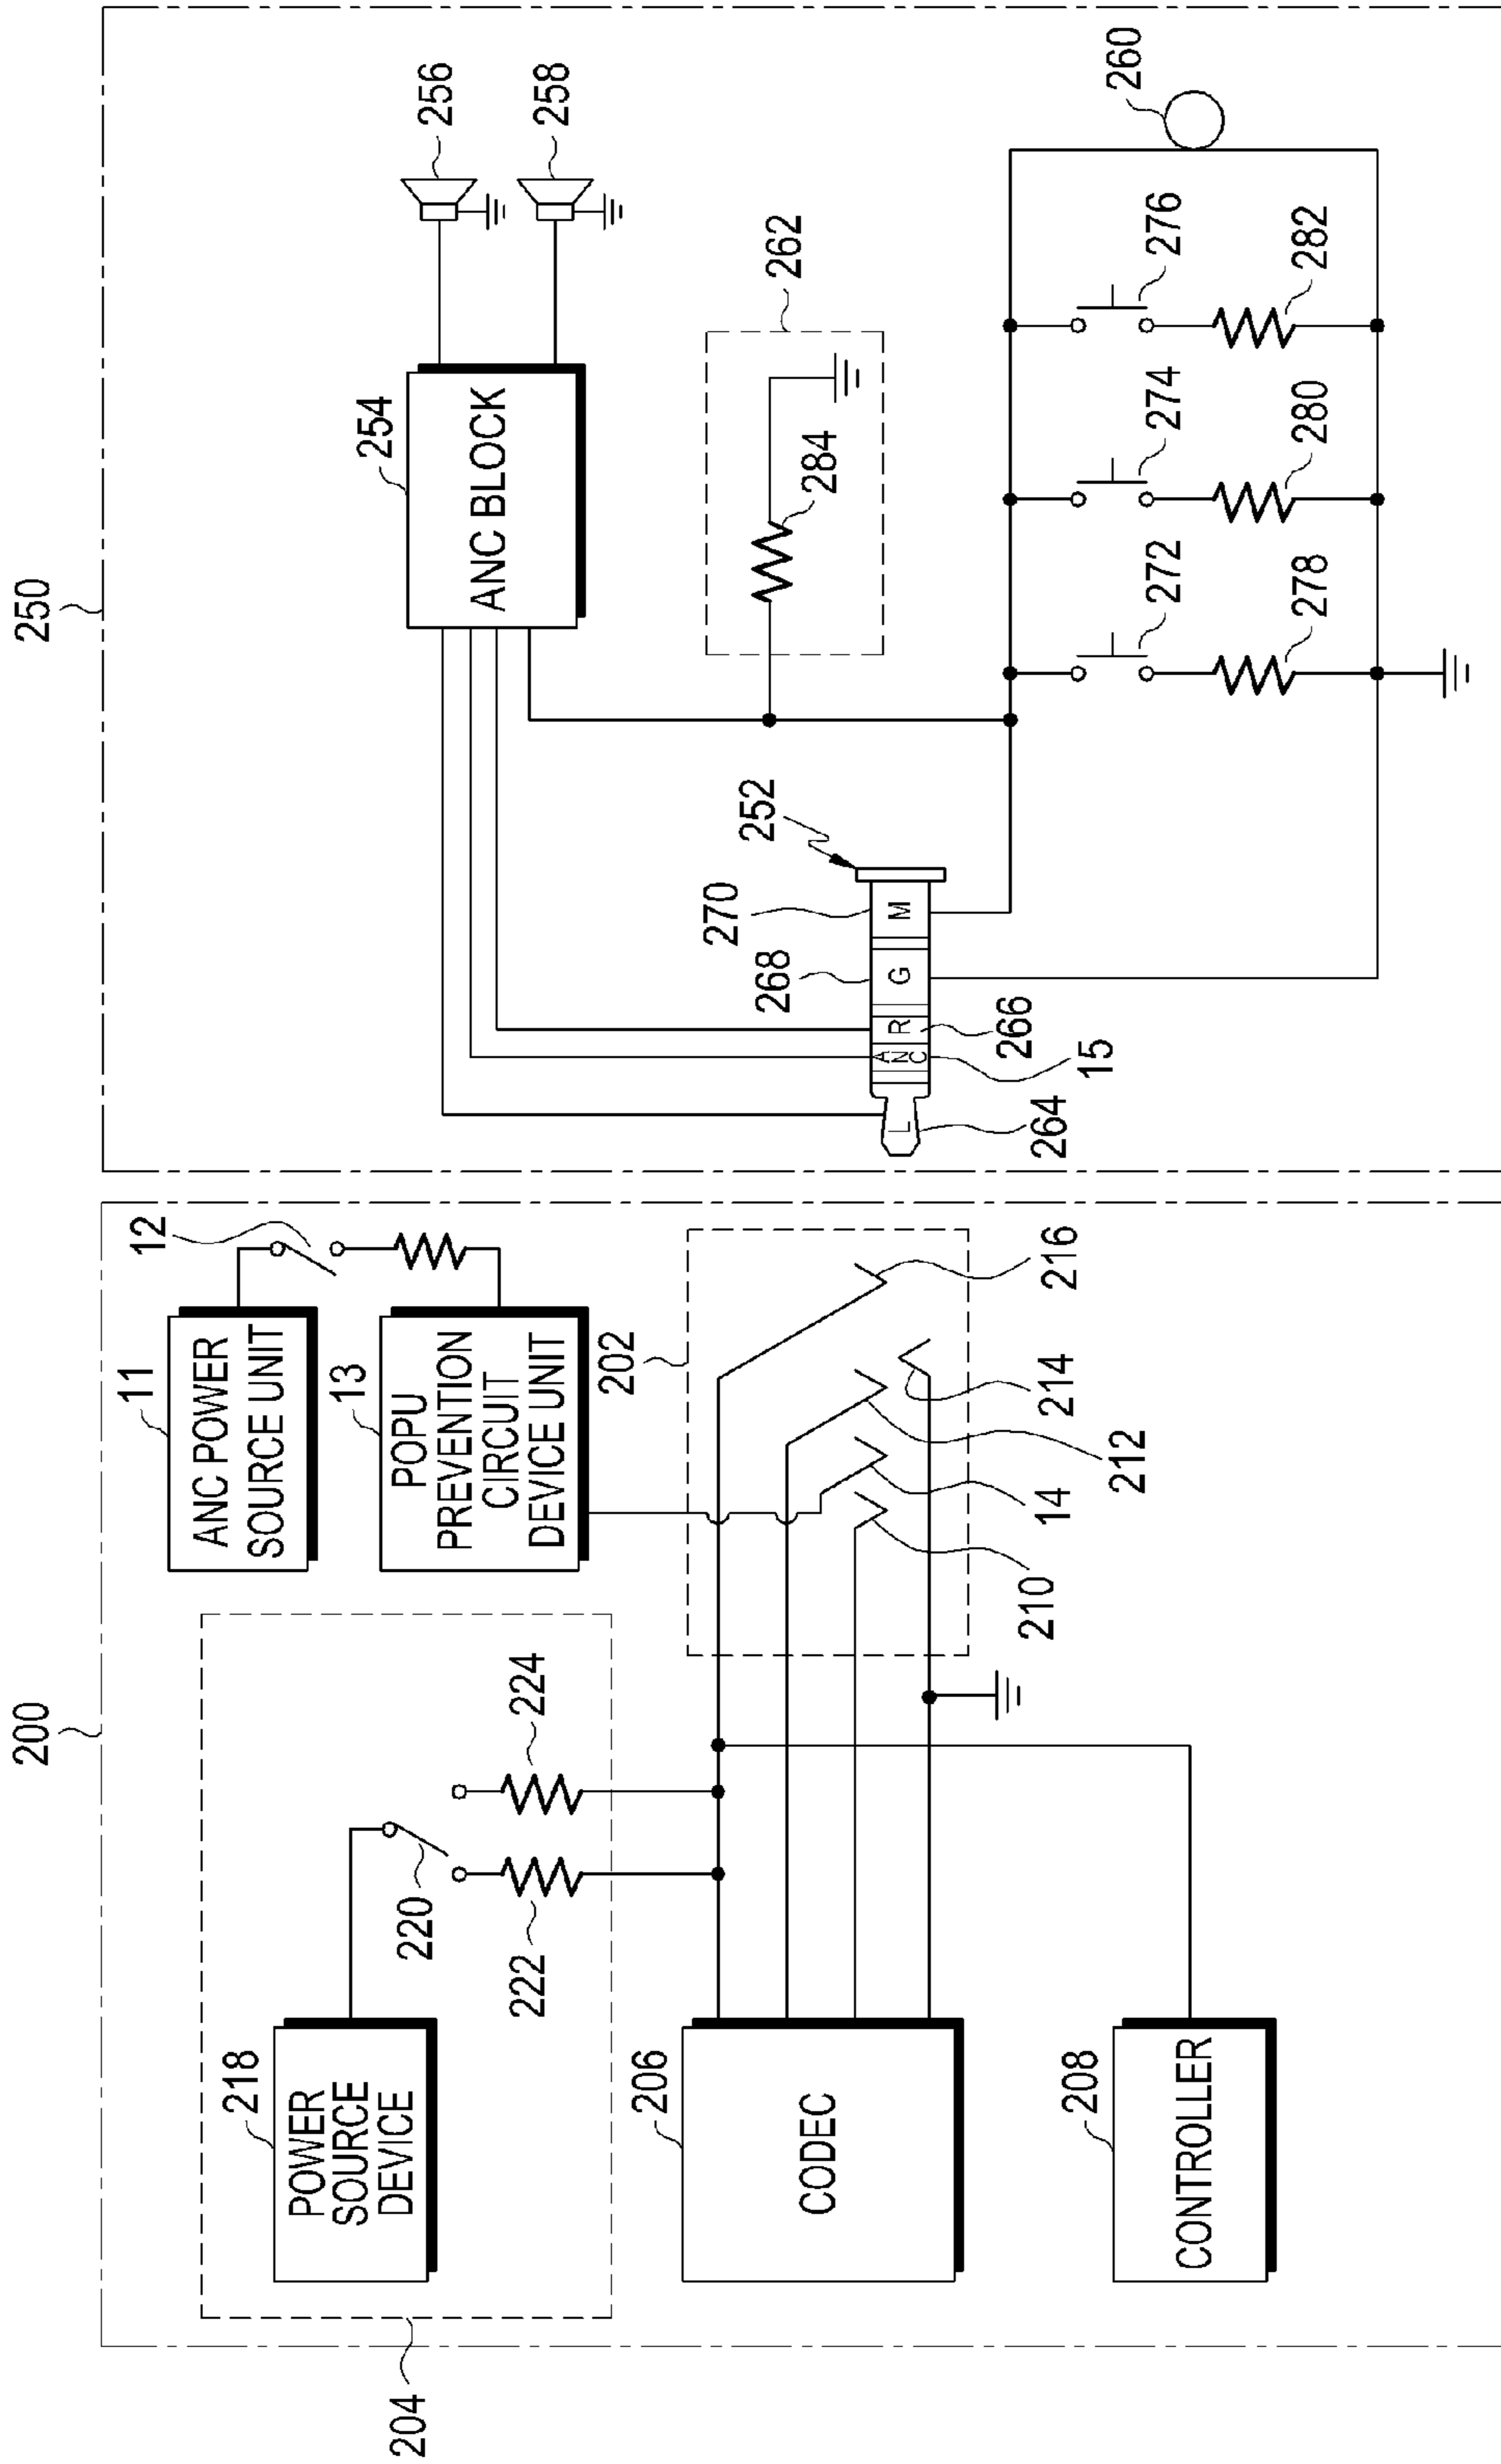 200
204
218
POWER
SOURCE
DEVICE
220
222
224
11
ANC POWER
SOURCE UNIT
12
13
POPU
PREVENTION
CIRCUIT
DEVICE UNIT
202
206
CODEC
216
214
212
14
210
208
CONTROLLER
250
254
ANC BLOCK
256
258
262
284
252
270
268
L
A
N
C
R
G
M
266
15
264
260
272
274
276
278
280
282